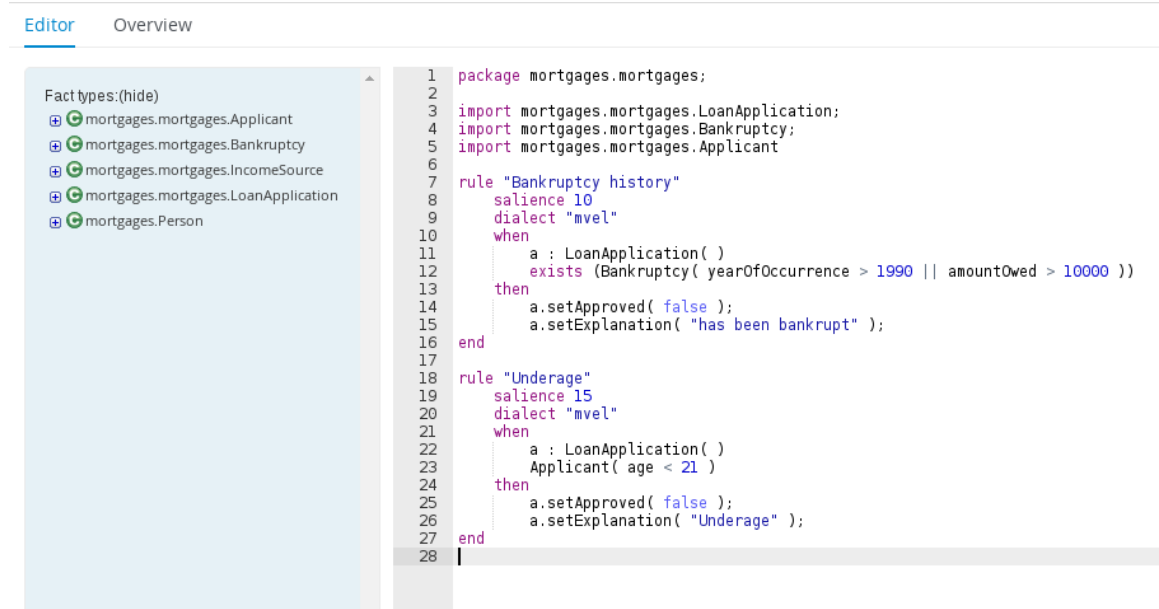 Editor Overview
Fact types:(hide)
mortgages.mortgages.Applicant
mortgages.mortgages.Bankruptcy
mortgages.mortgages.IncomeSource
mortgages.mortgages.LoanApplication
mortgages.Person
1 package mortgages.mortgages;
2
3 import mortgages.mortgages.LoanApplication;
4 import mortgages.mortgages.Bankruptcy;
5 import mortgages.mortgages.Applicant
6
7 rule "Bankruptcy history"
8 salience 10
9 dialect "mvel"
10 when
11 a : LoanApplication( )
12 exists (Bankruptcy( yearOfOccurrence > 1990 || amountOwed > 10000 ))
13 then
14 a.setApproved( false );
15 a.setExplanation( "has been bankrupt" );
16 end
17
18 rule "Underage"
19 salience 15
20 dialect "mvel"
21 when
22 a : LoanApplication( )
23 Applicant( age < 21 )
24 then
25 a.setApproved( false );
26 a.setExplanation( "Underage" );
27 end
28